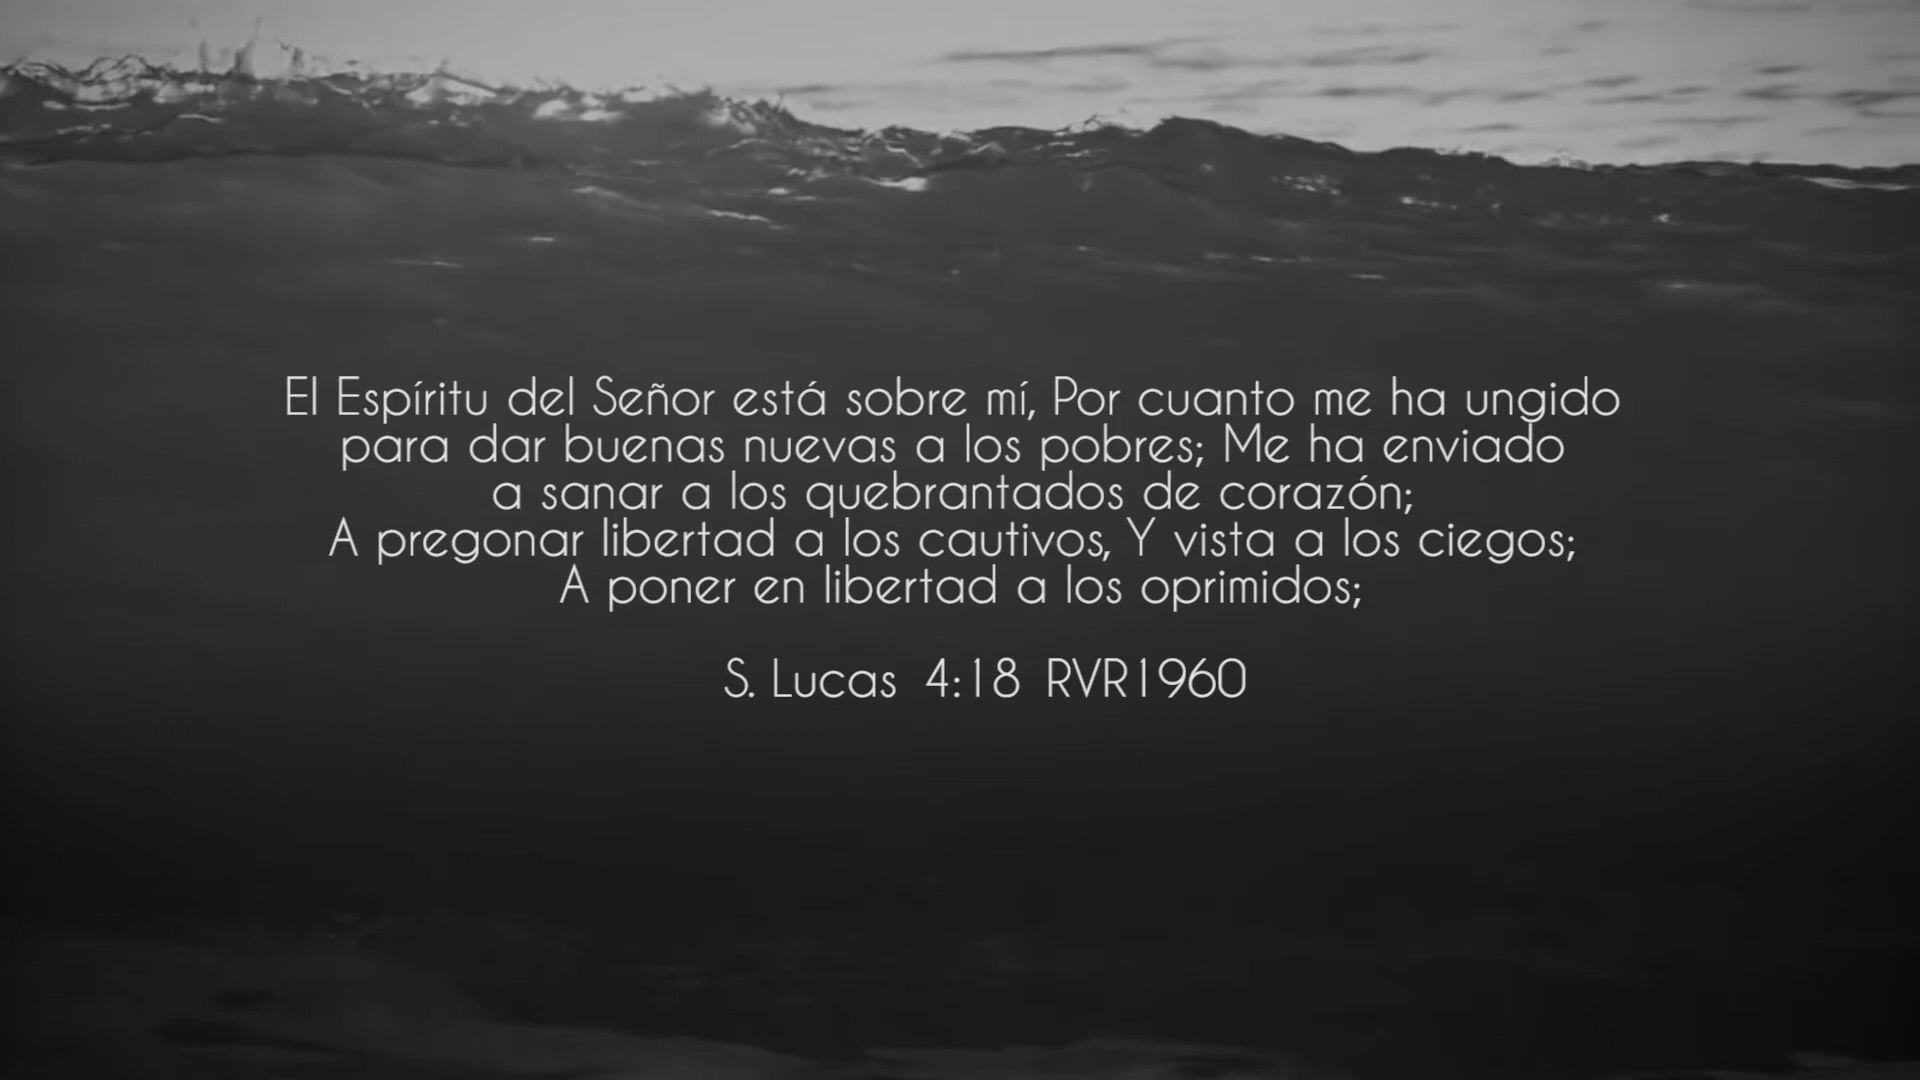 El Espíritu del Señor está sobre mí, Por cuanto me ha ungido
para dar buenas nuevas a los pobres; Me ha enviado
a sanar a los quebrantados de corazón;
A pregonar libertad a los cautivos, Y vista a los ciegos;
A poner en libertad a los oprimidos;
S. Lucas 4:18 RVR1960